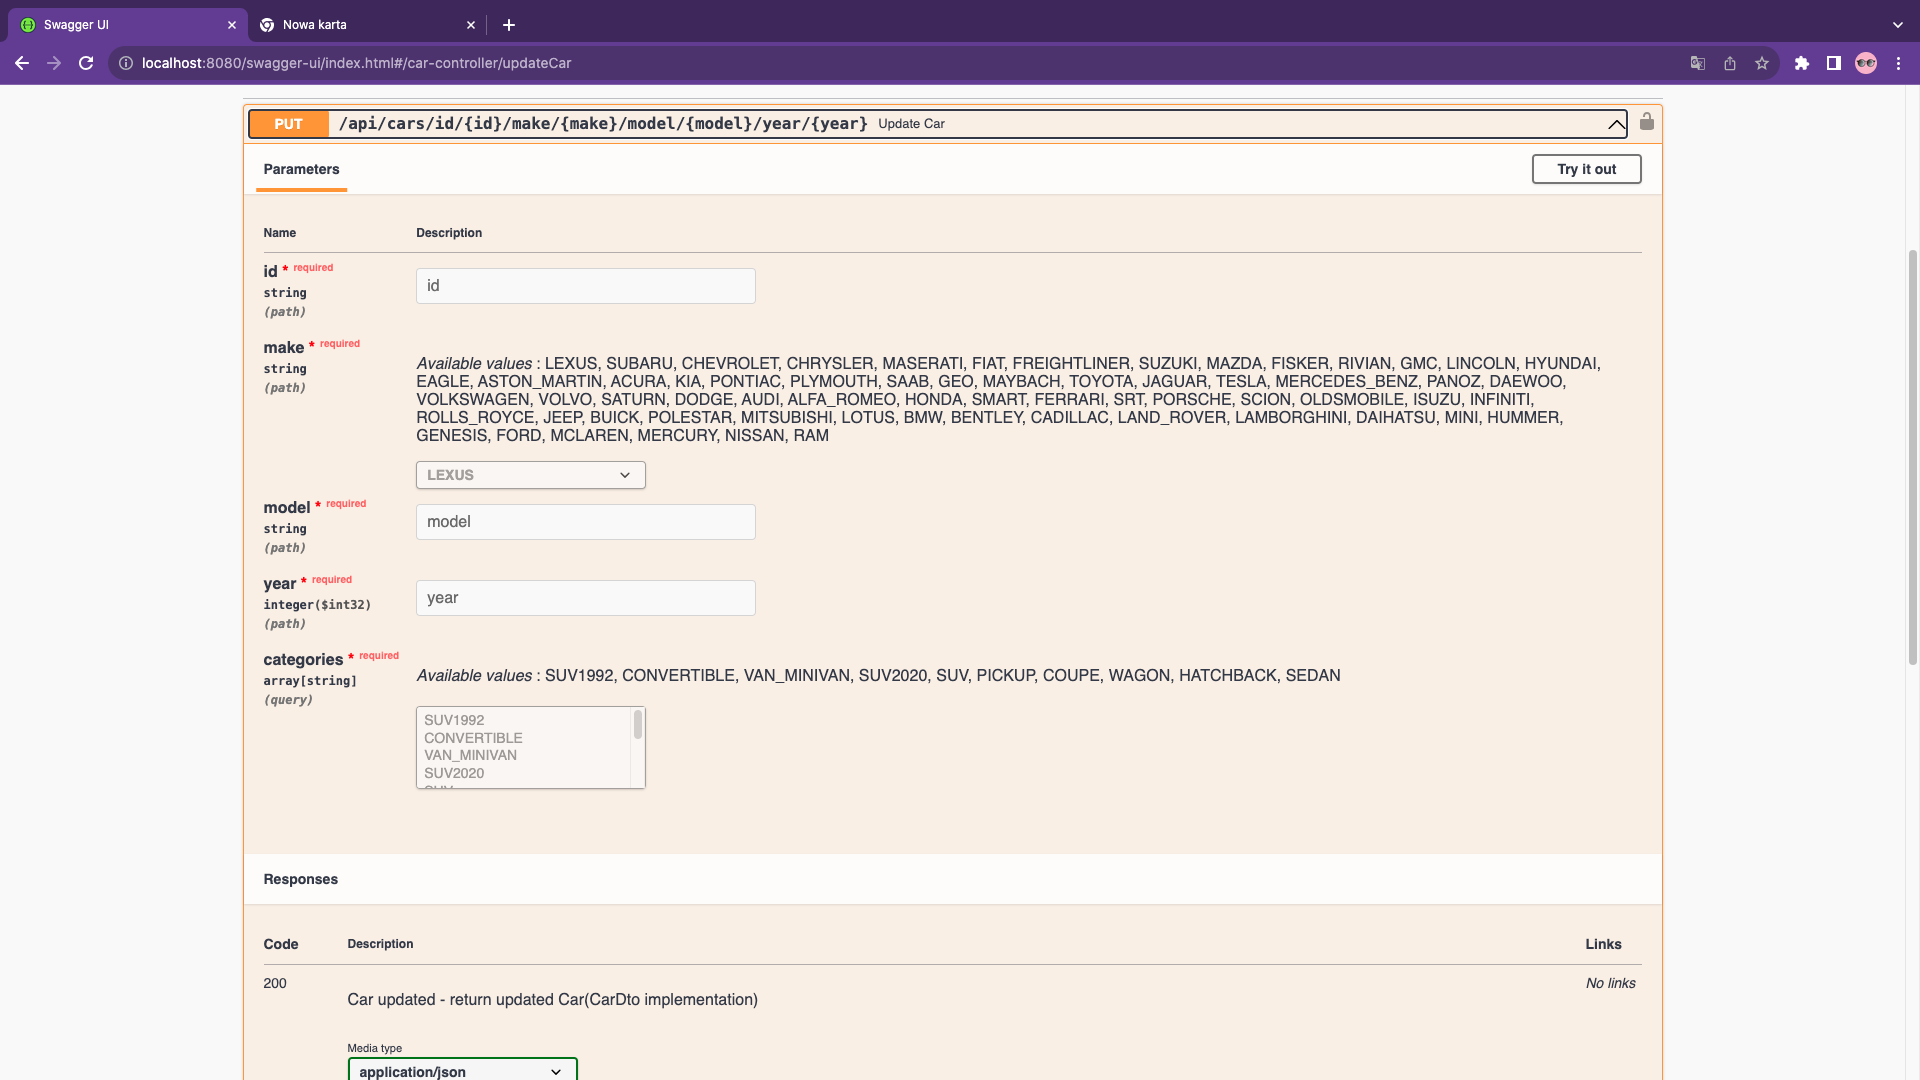 Swagger UI
Nowa karta
localhost:8080/swagger-ui/index.html#/car-controller/updateCar
PUT /api/cars/id/{id}/make/{make}/model/{model}/year/{year} Update Car
Parameters
Try it out
Name Description
id * required
string
(path)
id
make * required
string
(path)
Available values : LEXUS, SUBARU, CHEVROLET, CHRYSLER, MASERATI, FIAT, FREIGHTLINER, SUZUKI, MAZDA, FISKER, RIVIAN, GMC, LINCOLN, HYUNDAI,
EAGLE, ASTON_MARTIN, ACURA, KIA, PONTIAC, PLYMOUTH, SAAB, GEO, MAYBACH, TOYOTA, JAGUAR, TESLA, MERCEDES_BENZ, PANOZ, DAEWOO,
VOLKSWAGEN, VOLVO, SATURN, DODGE, AUDI, ALFA_ROMEO, HONDA, SMART, FERRARI, SRT, PORSCHE, SCION, OLDSMOBILE, ISUZU, INFINITI,
ROLLS_ROYCE, JEEP, BUICK, POLESTAR, MITSUBISHI, LOTUS, BMW, BENTLEY, CADILLAC, LAND_ROVER, LAMBORGHINI, DAIHATSU, MINI, HUMMER,
GENESIS, FORD, MCLAREN, MERCURY, NISSAN, RAM
LEXUS
model * required
string
(path)
model
year * required
integer($int32)
(path)
year
categories * required
array[string]
(query)
Available values : SUV1992, CONVERTIBLE, VAN_MINIVAN, SUV2020, SUV, PICKUP, COUPE, WAGON, HATCHBACK, SEDAN
SUV1992
CONVERTIBLE
VAN_MINIVAN
SUV2020
SUV
Responses
Code Description Links
200
Car updated - return updated Car(CarDto implementation)
No links
Media type
application/json